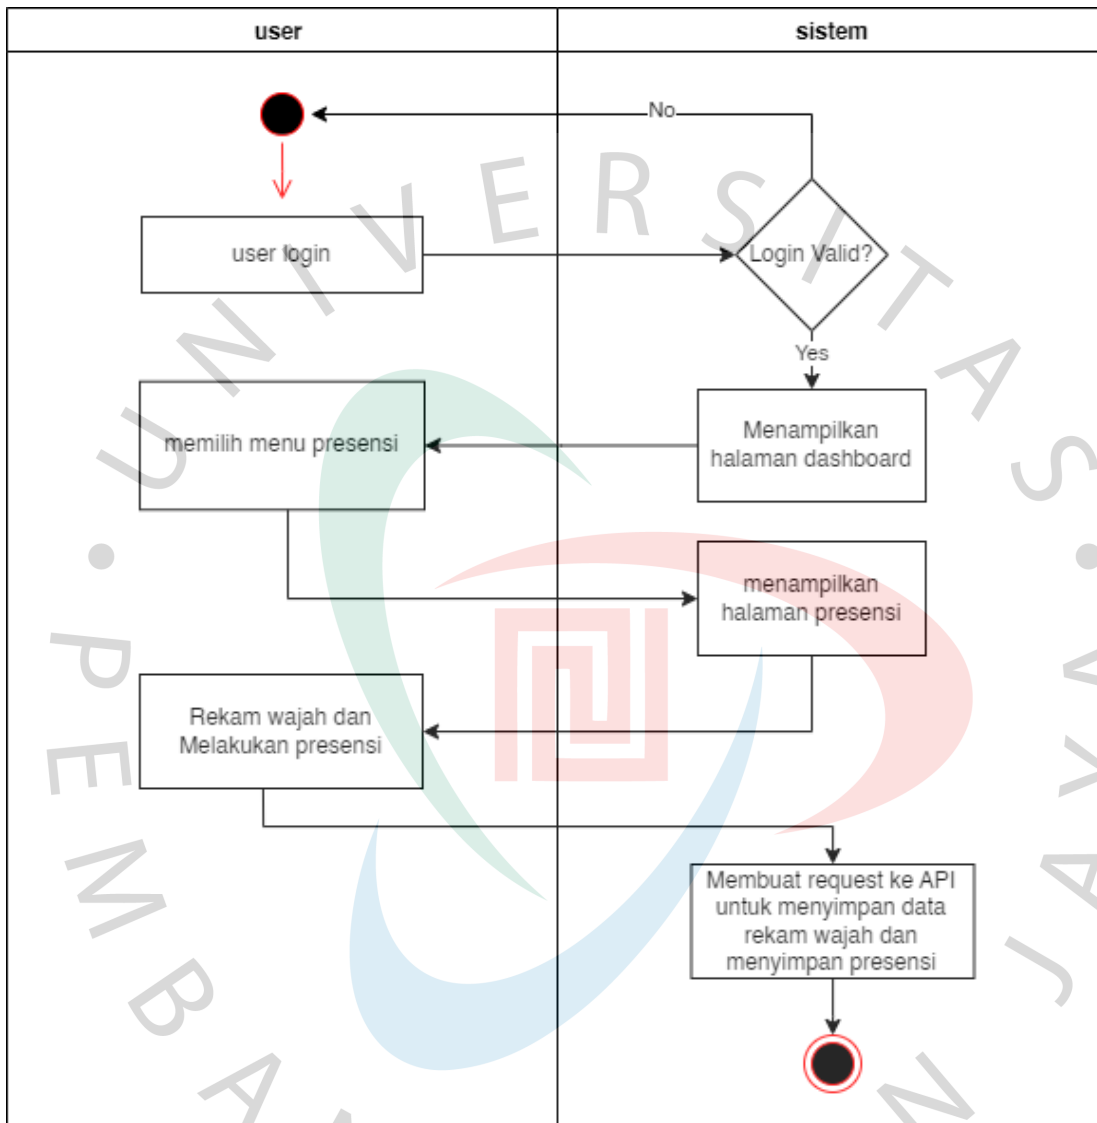 user
sistem
No
user login
Login Valid?
Yes
Menampilkan
halaman dashboard
memilih menu presensi
menampilkan
halaman presensi
Rekam wajah dan
Melakukan presensi
Membuat request ke API
untuk menyimpan data
rekam wajah dan
menyimpan presensi
UNIVERSITAS